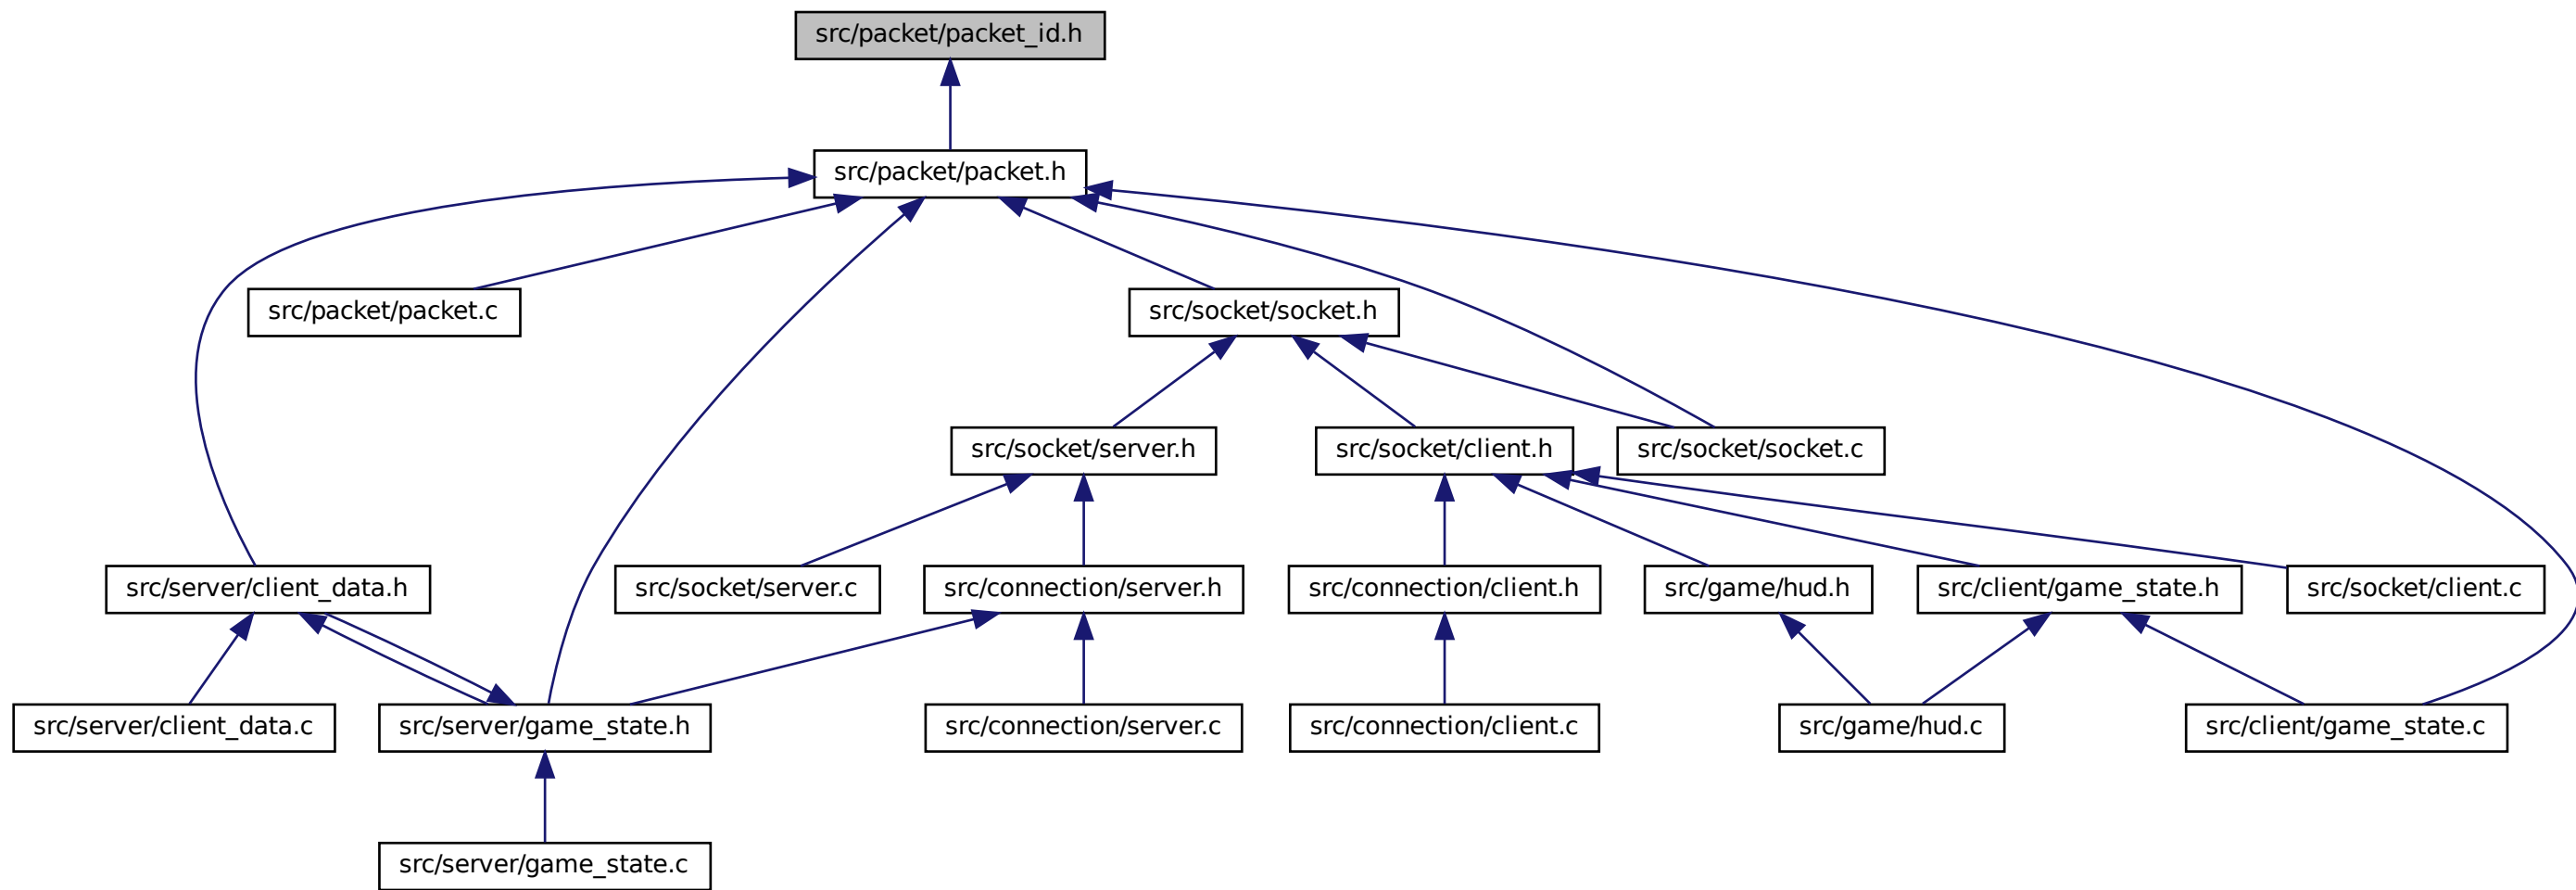 src/packet/packet_id.h
src/packet/packet.h
src/packet/packet.c
src/socket/socket.h
src/socket/server.h
src/socket/client.h
src/socket/socket.c
src/server/client_data.h
src/socket/server.c
src/connection/server.h
src/connection/client.h
src/game/hud.h
src/client/game_state.h
src/socket/client.c
src/server/client_data.c
src/server/game_state.h
src/connection/server.c
src/connection/client.c
src/game/hud.c
src/client/game_state.c
src/server/game_state.c